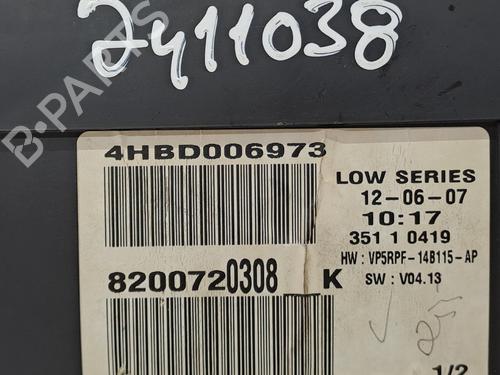 2411038
B-PARTS
4HBD006973
LOW SERIES
12-06-07
10:17
351 1 0419
HW : VP5RPF-14B115-AP
SW : V04.13
8200720308 K
25
1/2